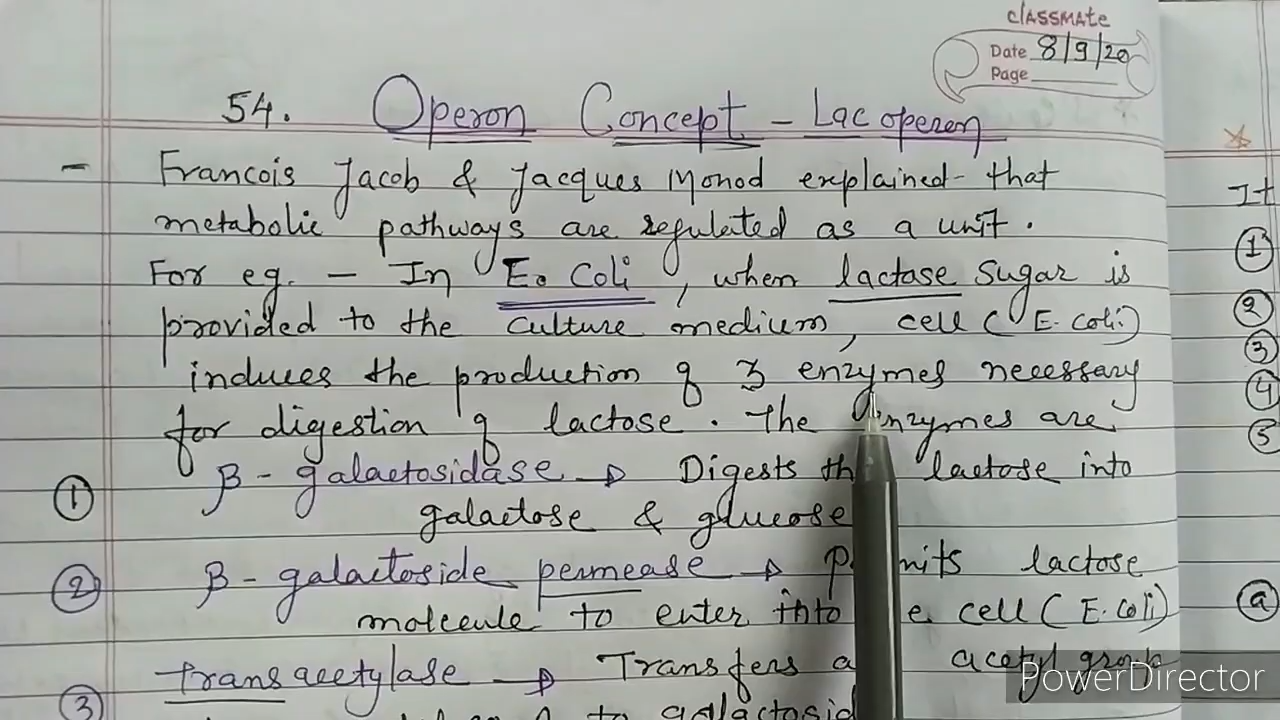 classmate
Date 8/9/20
Page
54. Operon Concept - Lac operon
- Francois Jacob & Jacques Monod explained that
metabolic pathways are regulated as a unit.
For eg. - In E. Coli, when lactase sugar is
provided to the culture medium, cell (E. coli)
induces the production of 3 enzymes necessary
for digestion of lactose. The enzymes are
① β-galactosidase → Digests lactose into
galactose & glucose
② β-galactoside permease → lactose
molecule to enter into cell (E. Coli)
③ transacetylase → Transfers acetyl group
to
It
①
②
③
④
⑤
ⓐ
PowerDirector